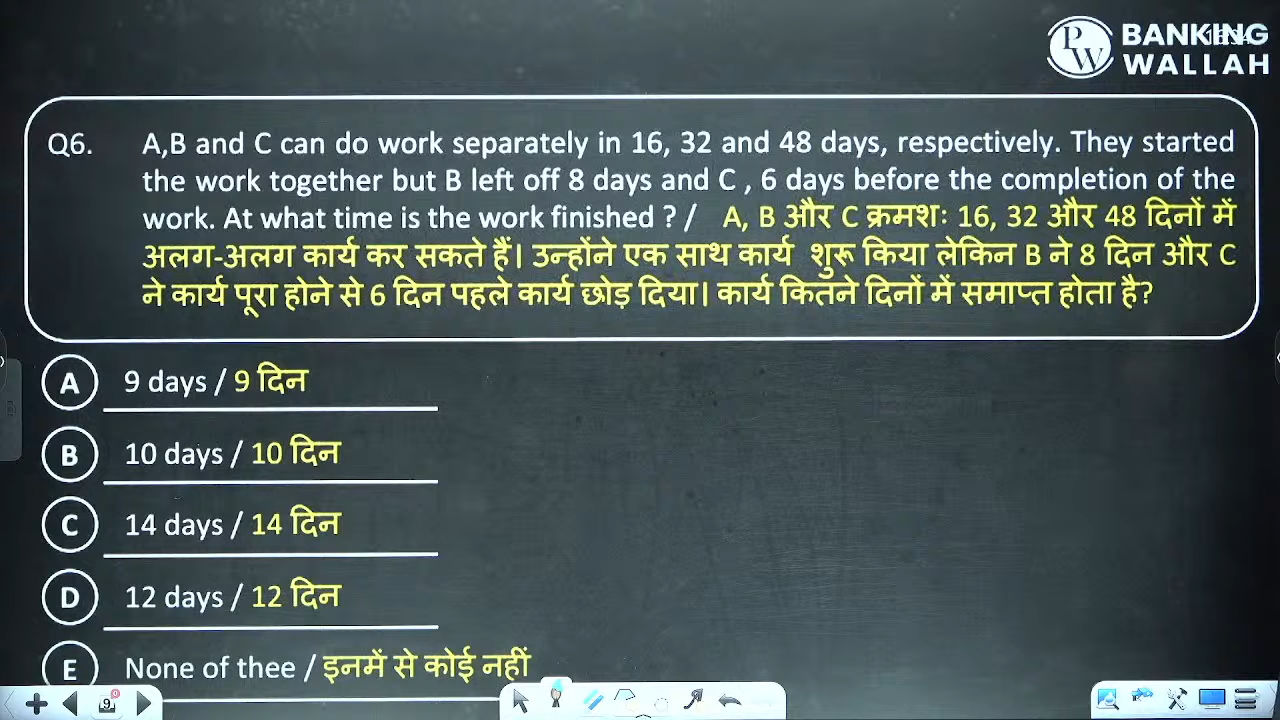 BANKING
WALLAH
Q6. A,B and C can do work separately in 16, 32 and 48 days, respectively. They started
the work together but B left off 8 days and C , 6 days before the completion of the
work. At what time is the work finished ? / A, B और C क्रमशः 16, 32 और 48 दिनों में
अलग-अलग कार्य कर सकते हैं। उन्होंने एक साथ कार्य शुरू किया लेकिन B ने 8 दिन और C
ने कार्य पूरा होने से 6 दिन पहले कार्य छोड़ दिया। कार्य कितने दिनों में समाप्त होता है?
A 9 days / 9 दिन
B 10 days / 10 दिन
C 14 days / 14 दिन
D 12 days / 12 दिन
E None of thee / इनमें से कोई नहीं